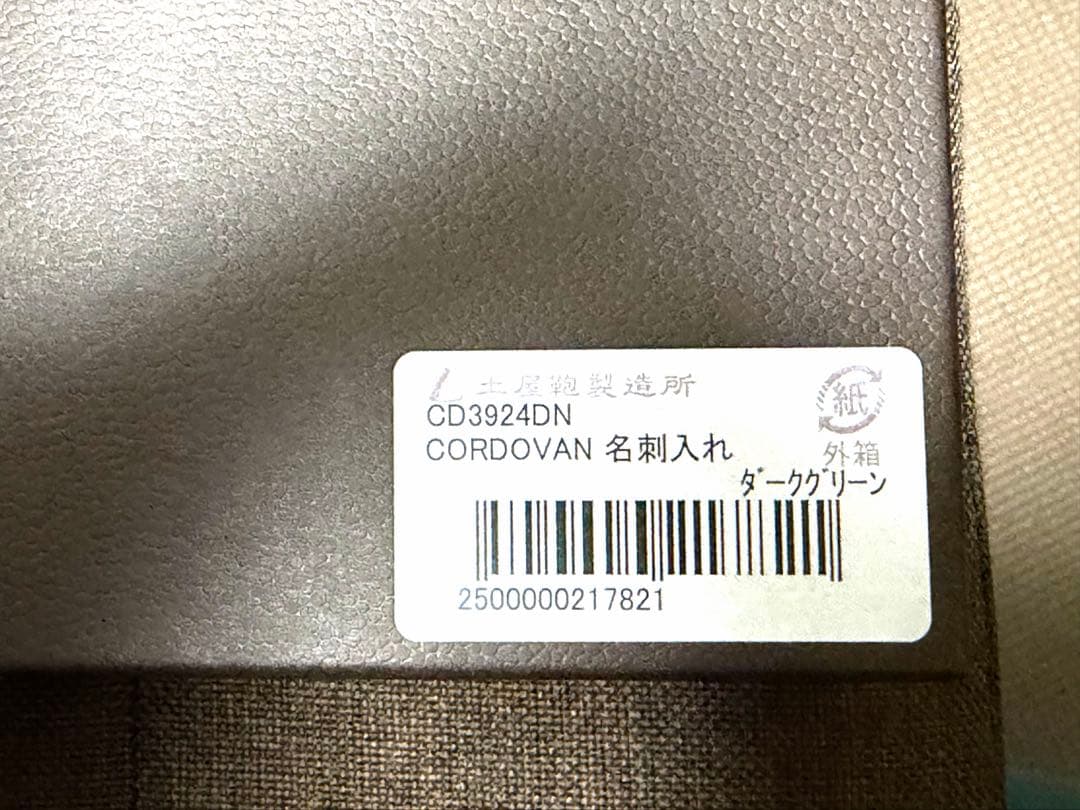 土屋鞄製造所
CD3924DN
CORDOVAN 名刺入れ
紙
外箱
ﾀﾞｰｸｸﾞﾘｰﾝ
2500000217821